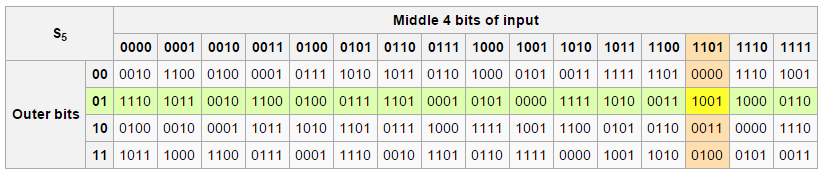 S5
Middle 4 bits of input
0000 0001 0010 0011 0100 0101 0110 0111 1000 1001 1010 1011 1100 1101 1110 1111
Outer bits
00 0010 1100 0100 0001 0111 1010 1011 0110 1000 0101 0011 1111 1101 0000 1110 1001
01 1110 1011 0010 1100 0100 0111 1101 0001 0101 0000 1111 1010 0011 1001 1000 0110
10 0100 0010 0001 1011 1010 1101 0111 1000 1111 1001 1100 0101 0110 0011 0000 1110
11 1011 1000 1100 0111 0001 1110 0010 1101 0110 1111 0000 1001 1010 0100 0101 0011